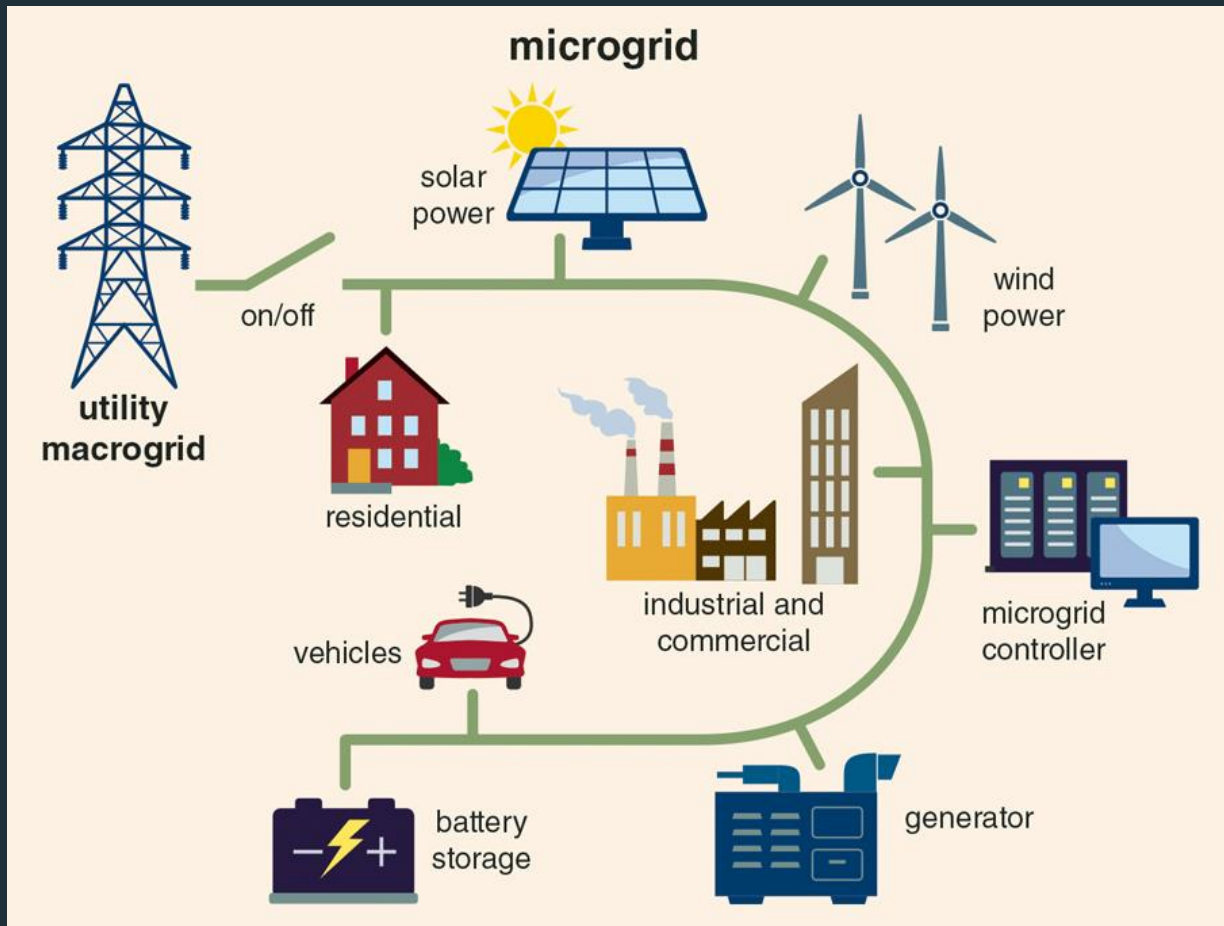 microgrid
solar
power
wind
power
on/off
utility
macrogrid
residential
industrial and
commercial
microgrid
controller
vehicles
battery
storage
generator